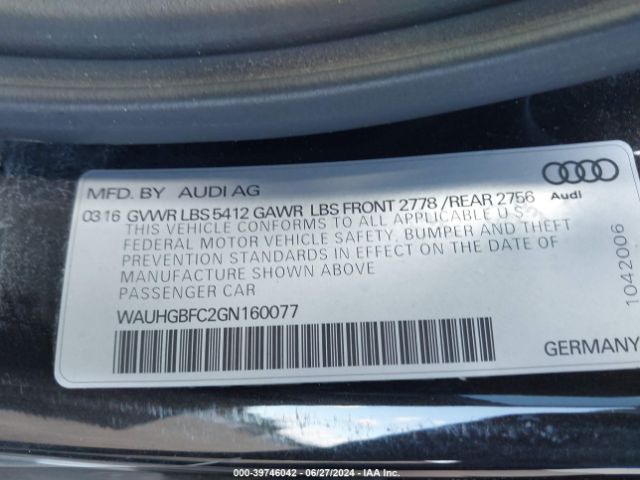 MFD. BY AUDI AG
Audi
0316 GVWR LBS 5412 GAWR LBS FRONT 2778 /REAR 2756
THIS VEHICLE CONFORMS TO ALL APPLICABLE U.S.
FEDERAL MOTOR VEHICLE SAFETY, BUMPER AND THEFT
PREVENTION STANDARDS IN EFFECT ON THE DATE OF
MANUFACTURE SHOWN ABOVE
PASSENGER CAR
WAUHGBFC2GN160077
1042006
GERMANY
000-39746042 - 06/27/2024 - IAA Inc.